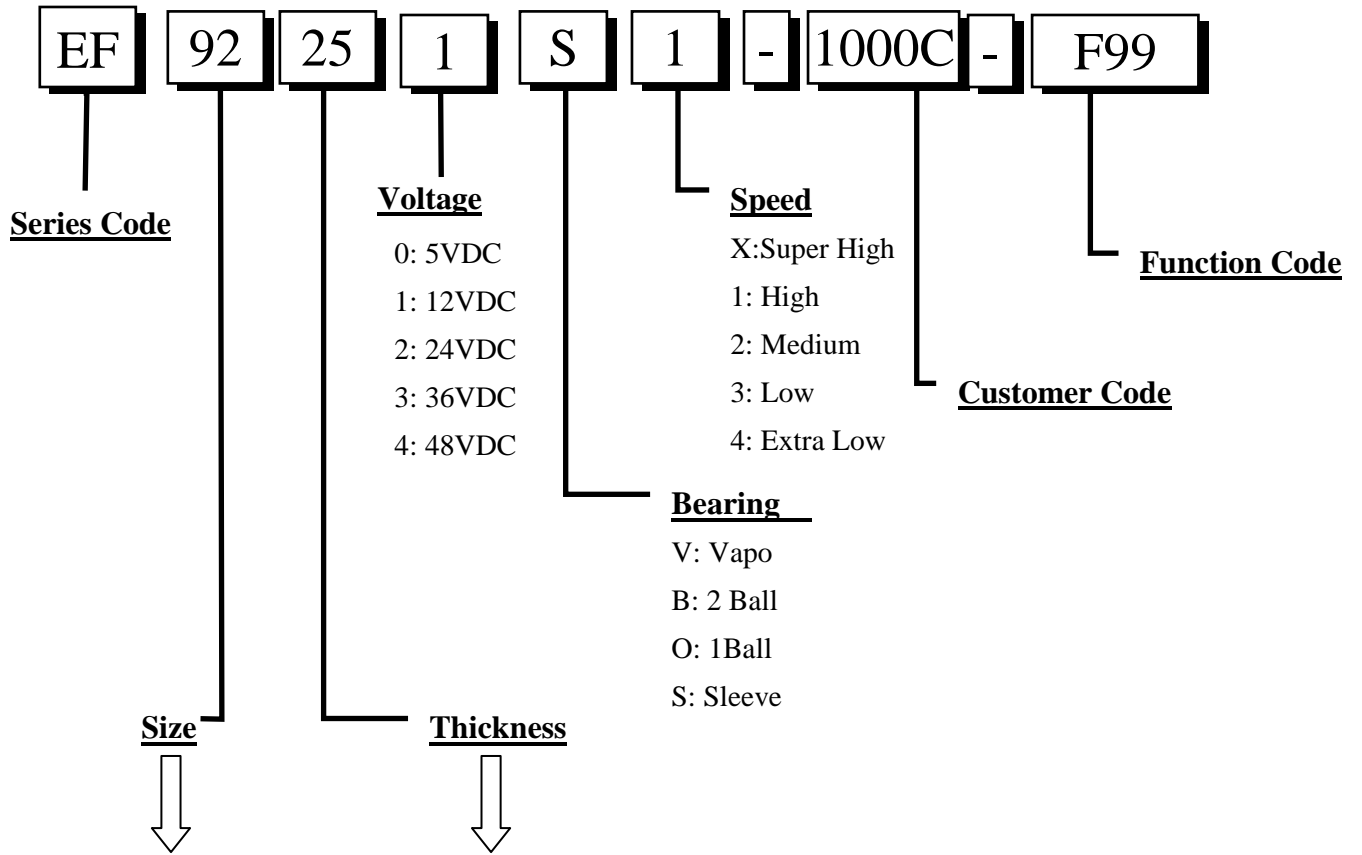 EF 92 25 1 S 1 - 1000C - F99
Series Code
Voltage
0: 5VDC
1: 12VDC
2: 24VDC
3: 36VDC
4: 48VDC
Speed
X:Super High
1: High
2: Medium
3: Low
4: Extra Low
Function Code
Customer Code
Bearing
V: Vapo
B: 2 Ball
O: 1Ball
S: Sleeve
Size
Thickness